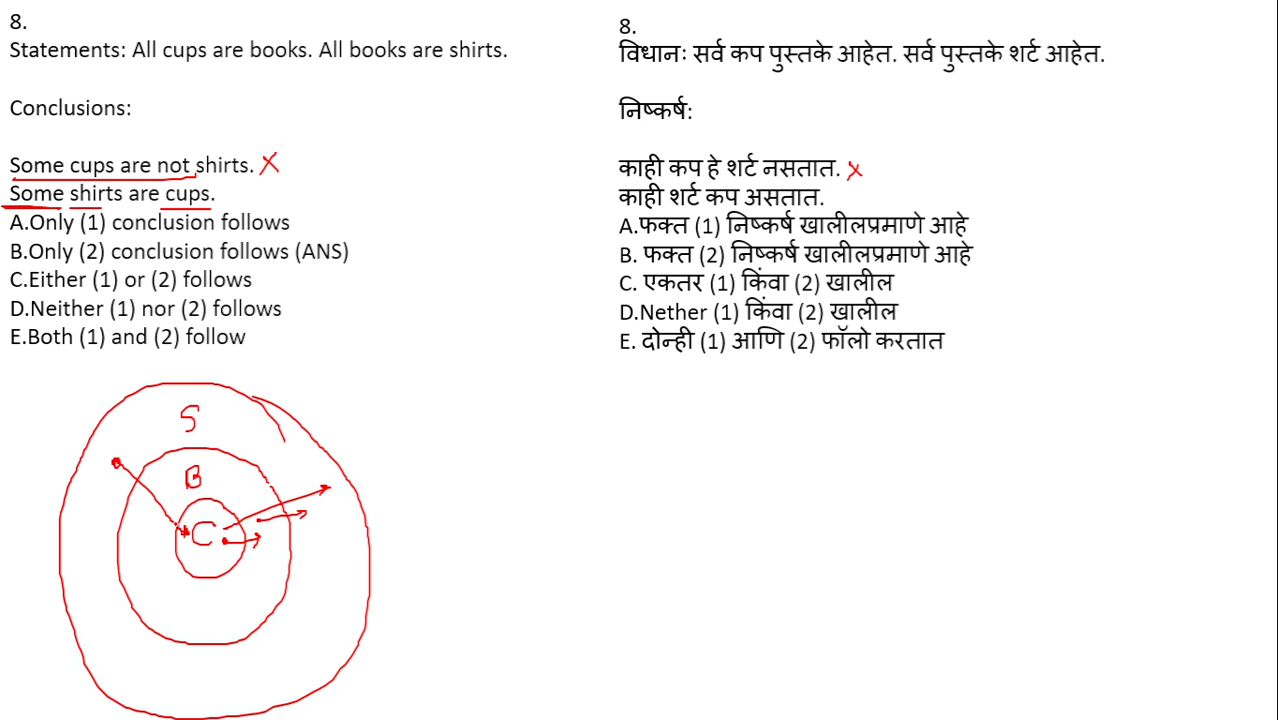 8.
Statements: All cups are books. All books are shirts.
Conclusions:
Some cups are not shirts. X
Some shirts are cups.
A.Only (1) conclusion follows
B.Only (2) conclusion follows (ANS)
C.Either (1) or (2) follows
D.Neither (1) nor (2) follows
E.Both (1) and (2) follow
8.
विधानः सर्व कप पुस्तके आहेत. सर्व पुस्तके शर्ट आहेत.
निष्कर्ष:
काही कप हे शर्ट नसतात. x
काही शर्ट कप असतात.
A.फक्त (1) निष्कर्ष खालीलप्रमाणे आहे
B. फक्त (2) निष्कर्ष खालीलप्रमाणे आहे
C. एकतर (1) किंवा (2) खालील
D.Nether (1) किंवा (2) खालील
E. दोन्ही (1) आणि (2) फॉलो करतात
S
B
C